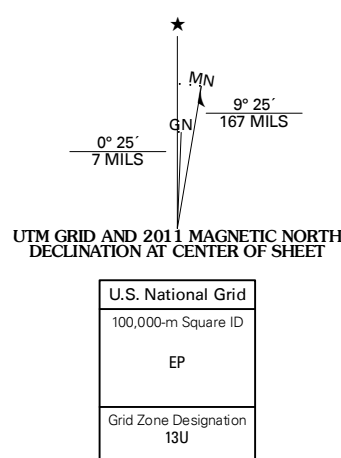 ★
MN
GN
9° 25´
167 MILS
0° 25´
7 MILS
UTM GRID AND 2011 MAGNETIC NORTH
DECLINATION AT CENTER OF SHEET
U.S. National Grid
100,000-m Square ID
EP
Grid Zone Designation
13U